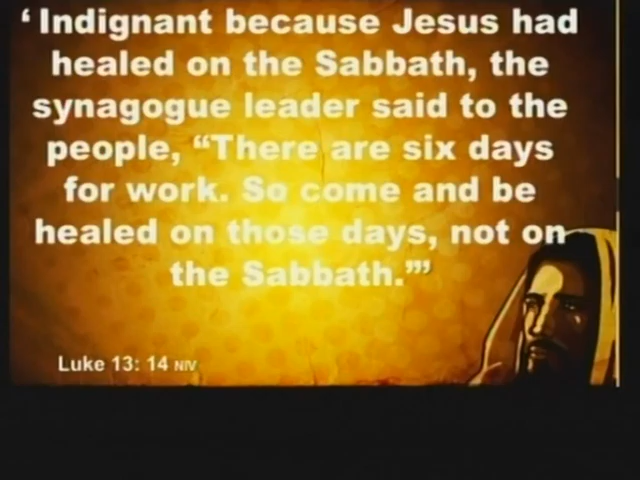 ‘ Indignant because Jesus had
healed on the Sabbath, the
synagogue leader said to the
people, “There are six days
for work. So come and be
healed on those days, not on
the Sabbath.”’
Luke 13: 14 NIV